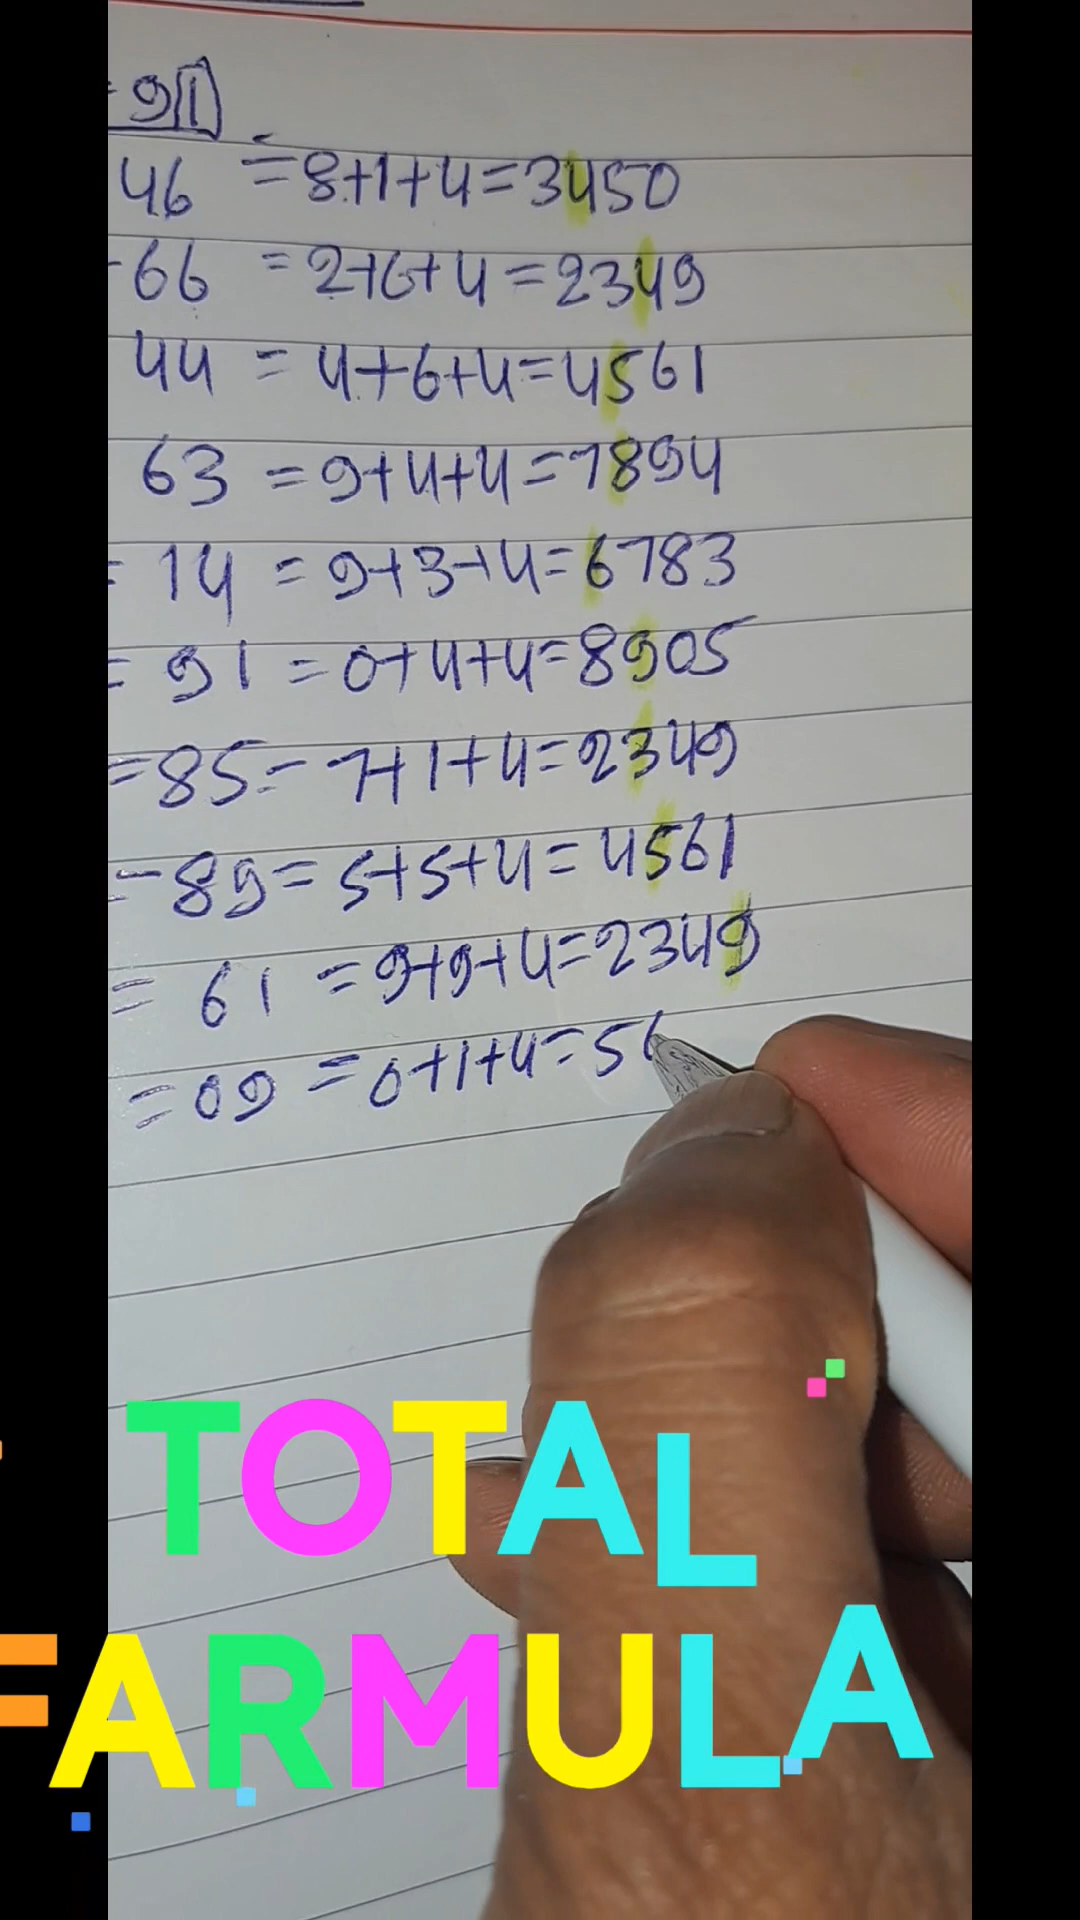 91
46 = 8+1+4=3450
-66 = 2+6+4=2349
44 = 4+6+4=4561
63 = 9+4+4=7894
= 14 = 9+3+4=6783
= 91 = 0+4+4=8905
=85= 7+1+4=2349
-89= 5+5+4=4561
= 61 = 9+9+4=2349
=09 = 0+1+4=56
TOTAL
FARMULA